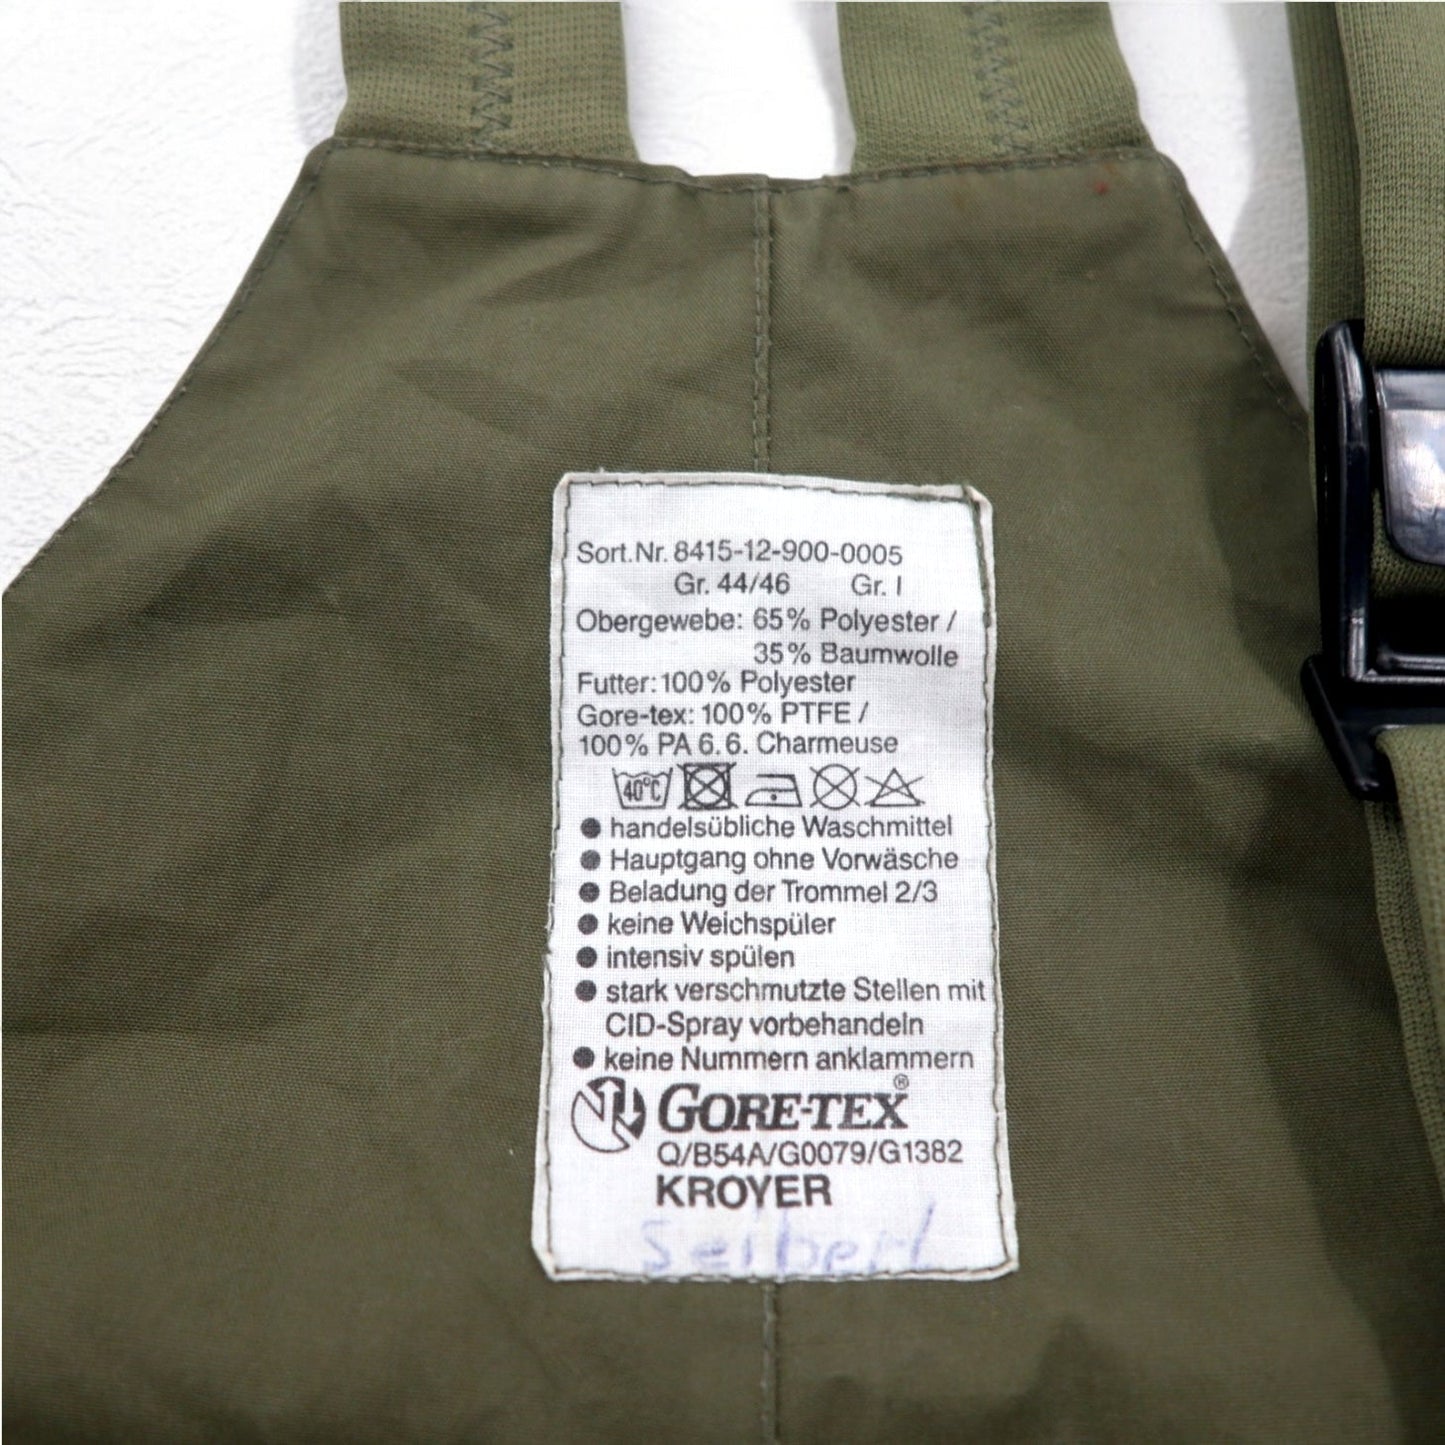 Sort.Nr. 8415-12-900-0005
Gr. 44/46 Gr. I
Obergewebe: 65% Polyester /
35% Baumwolle
Futter: 100% Polyester
Gore-tex: 100% PTFE /
100% PA 6.6. Charmeuse
40°C
● handelsübliche Waschmittel
● Hauptgang ohne Vorwäsche
● Beladung der Trommel 2/3
● keine Weichspüler
● intensiv spülen
● stark verschmutzte Stellen mit
CID-Spray vorbehandeln
● keine Nummern anklammern
GORE-TEX®
Q/B54A/G0079/G1382
KROYER
Seibert